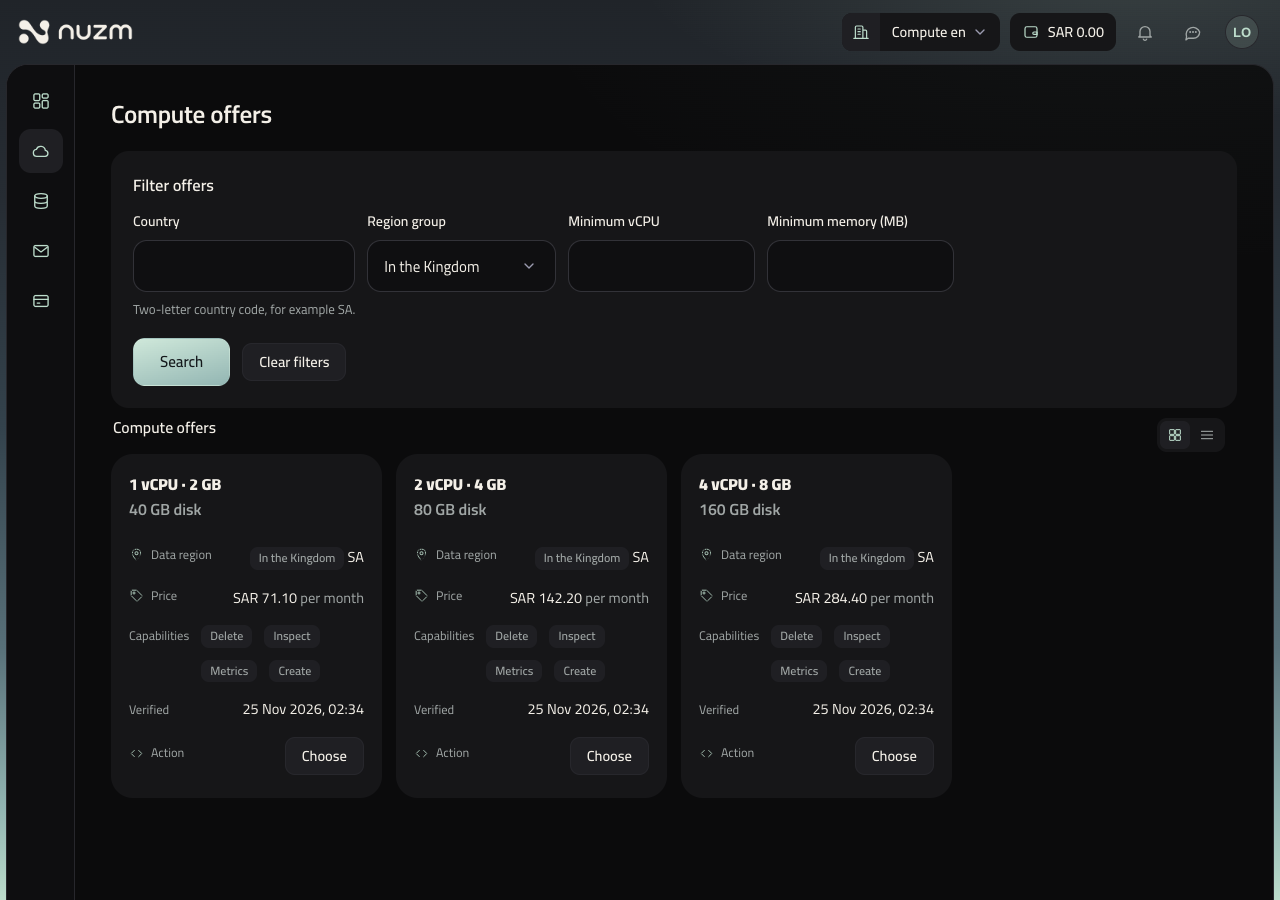 nuzm
Compute en
SAR 0.00
LO
Compute offers
Filter offers
Country
Region group
Minimum vCPU
Minimum memory (MB)
In the Kingdom
Two-letter country code, for example SA.
Search
Clear filters
Compute offers
1 vCPU · 2 GB
40 GB disk
Data region
In the Kingdom SA
Price
SAR 71.10 per month
Capabilities
Delete
Inspect
Metrics
Create
Verified
25 Nov 2026, 02:34
Action
Choose
2 vCPU · 4 GB
80 GB disk
Data region
In the Kingdom SA
Price
SAR 142.20 per month
Capabilities
Delete
Inspect
Metrics
Create
Verified
25 Nov 2026, 02:34
Action
Choose
4 vCPU · 8 GB
160 GB disk
Data region
In the Kingdom SA
Price
SAR 284.40 per month
Capabilities
Delete
Inspect
Metrics
Create
Verified
25 Nov 2026, 02:34
Action
Choose